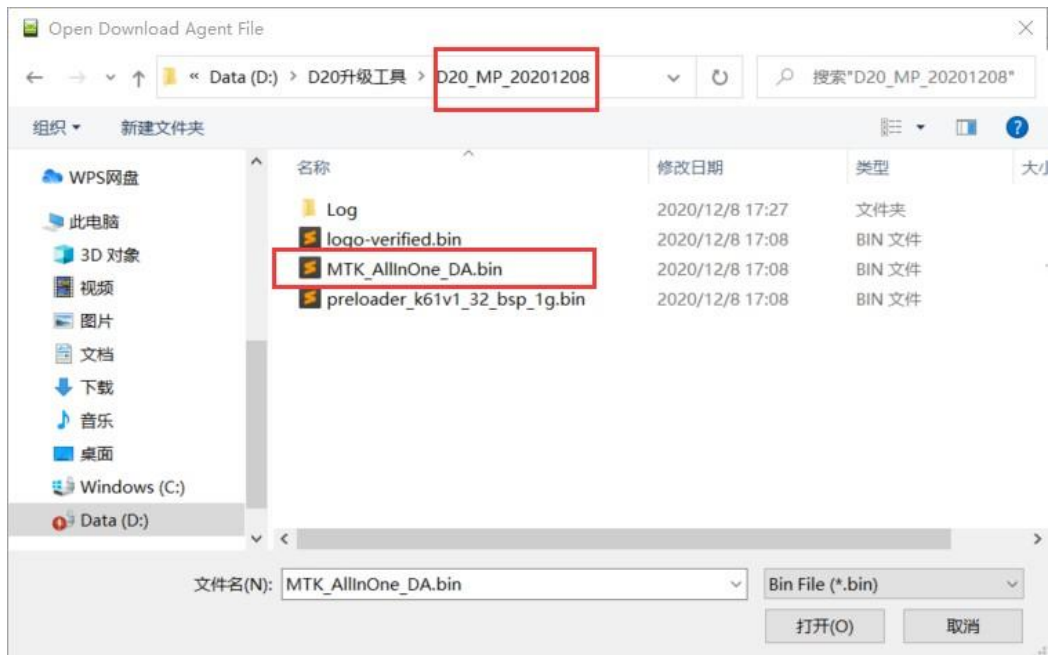 Open Download Agent File
« Data (D:) › D20升级工具 › D20_MP_20201208
搜索"D20_MP_20201208"
组织 新建文件夹
名称 修改日期 类型 大小
WPS网盘
此电脑
3D 对象
视频
图片
文档
下载
音乐
桌面
Windows (C:)
Data (D:)
Log 2020/12/8 17:27 文件夹
logo-verified.bin 2020/12/8 17:08 BIN 文件
MTK_AllInOne_DA.bin 2020/12/8 17:08 BIN 文件
preloader_k61v1_32_bsp_1g.bin 2020/12/8 17:08 BIN 文件
文件名(N): MTK_AllInOne_DA.bin Bin File (*.bin)
打开(O) 取消